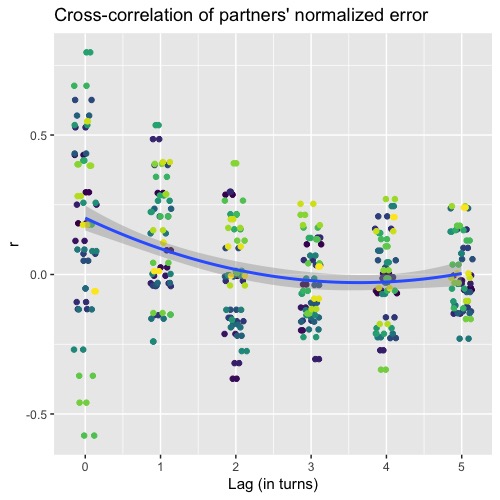 Cross-correlation of partners' normalized error
r
0.5
0.0
-0.5
0 1 2 3 4 5
Lag (in turns)